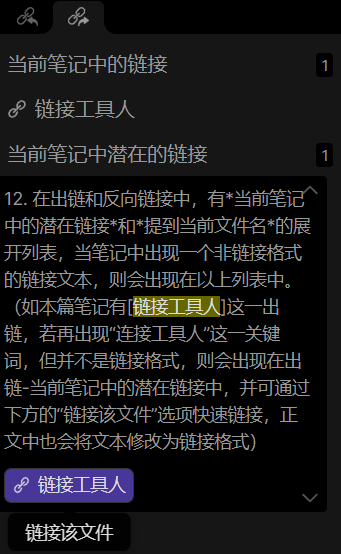 当前笔记中的链接 1
链接工具人
当前笔记中潜在的链接 1
12. 在出链和反向链接中，有*当前笔记
中的潜在链接*和*提到当前文件名*的展
开列表，当笔记中出现一个非链接格式
的链接文本，则会出现在以上列表中。
（如本篇笔记有[链接工具人]这一出
链，若再出现“连接工具人”这一关键
词，但并不是链接格式，则会出现在出
链-当前笔记中的潜在链接中，并可通过
下方的“链接该文件”选项快速链接，正
文中也会将文本修改为链接格式）
链接工具人
链接该文件